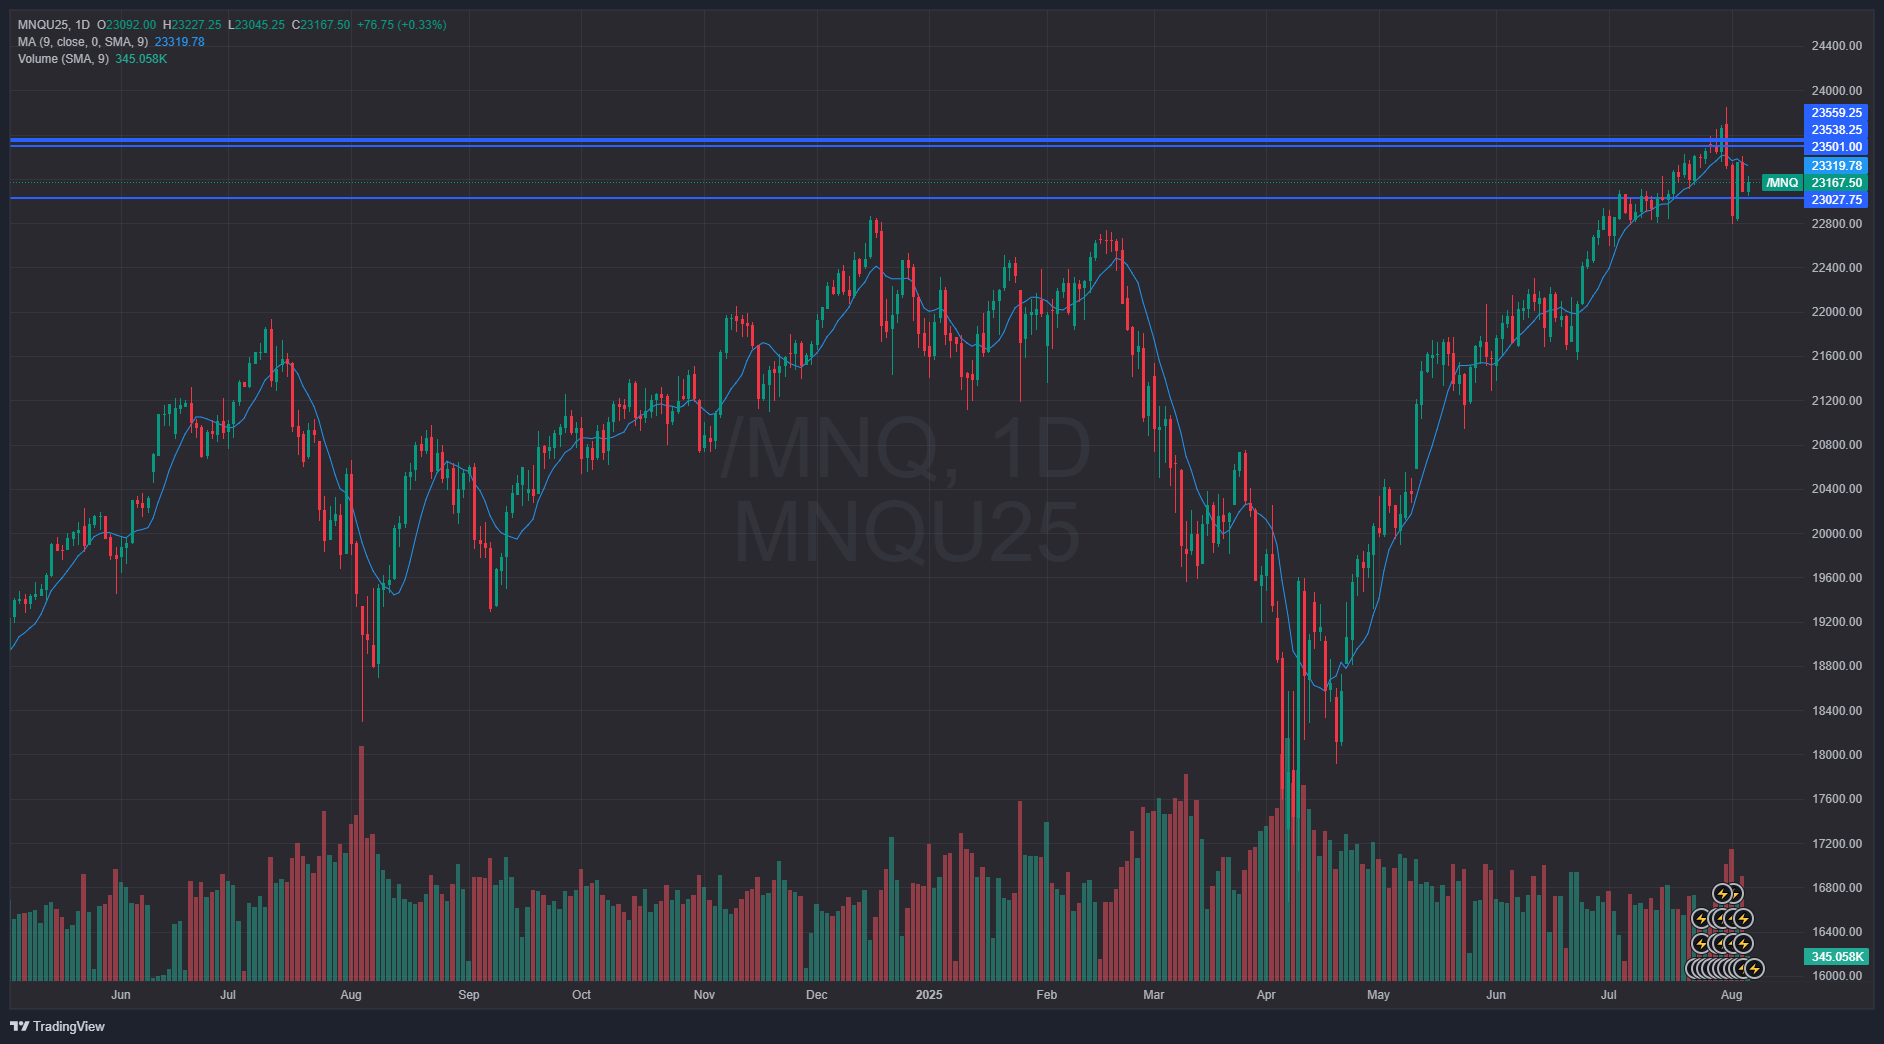 MNQU25, 1D O23092.00 H23227.25 L23045.25 C23167.50 +76.75 (+0.33%)
MA (9, close, 0, SMA, 9) 23319.78
Volume (SMA, 9) 345.058K
24400.00
24000.00
23559.25
23538.25
23501.00
23319.78
/MNQ 23167.50
23027.75
22800.00
22400.00
22000.00
21600.00
21200.00
20800.00
20400.00
20000.00
19600.00
19200.00
18800.00
18400.00
18000.00
17600.00
17200.00
16800.00
16400.00
345.058K
16000.00
/MNQ, 1D
MNQU25
Jun Jul Aug Sep Oct Nov Dec 2025 Feb Mar Apr May Jun Jul Aug
TradingView